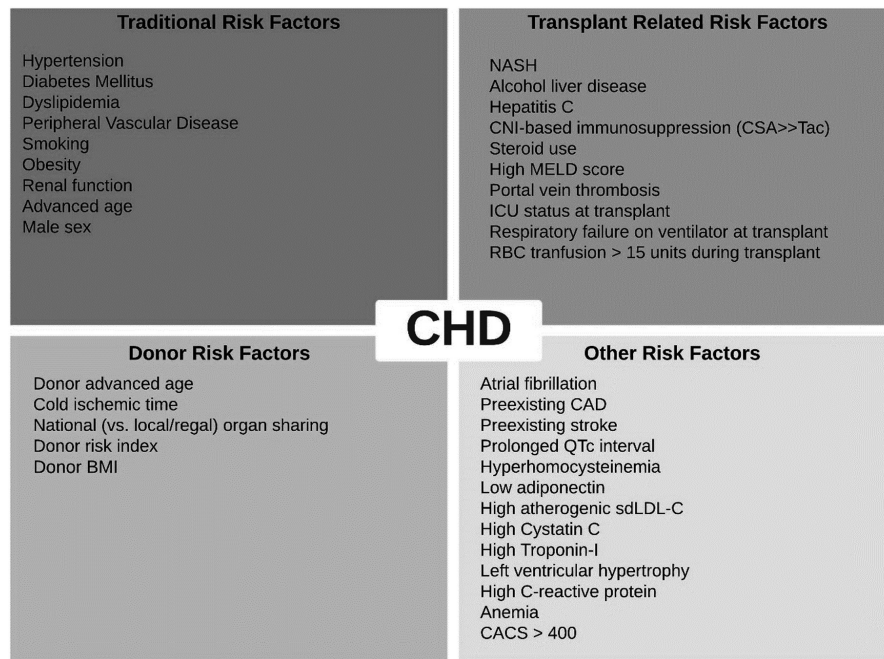 Traditional Risk Factors
Hypertension
Diabetes Mellitus
Dyslipidemia
Peripheral Vascular Disease
Smoking
Obesity
Renal function
Advanced age
Male sex
Transplant Related Risk Factors
NASH
Alcohol liver disease
Hepatitis C
CNI-based immunosuppression (CSA>>Tac)
Steroid use
High MELD score
Portal vein thrombosis
ICU status at transplant
Respiratory failure on ventilator at transplant
RBC tranfusion > 15 units during transplant
CHD
Donor Risk Factors
Donor advanced age
Cold ischemic time
National (vs. local/regal) organ sharing
Donor risk index
Donor BMI
Other Risk Factors
Atrial fibrillation
Preexisting CAD
Preexisting stroke
Prolonged QTc interval
Hyperhomocysteinemia
Low adiponectin
High atherogenic sdLDL-C
High Cystatin C
High Troponin-I
Left ventricular hypertrophy
High C-reactive protein
Anemia
CACS > 400